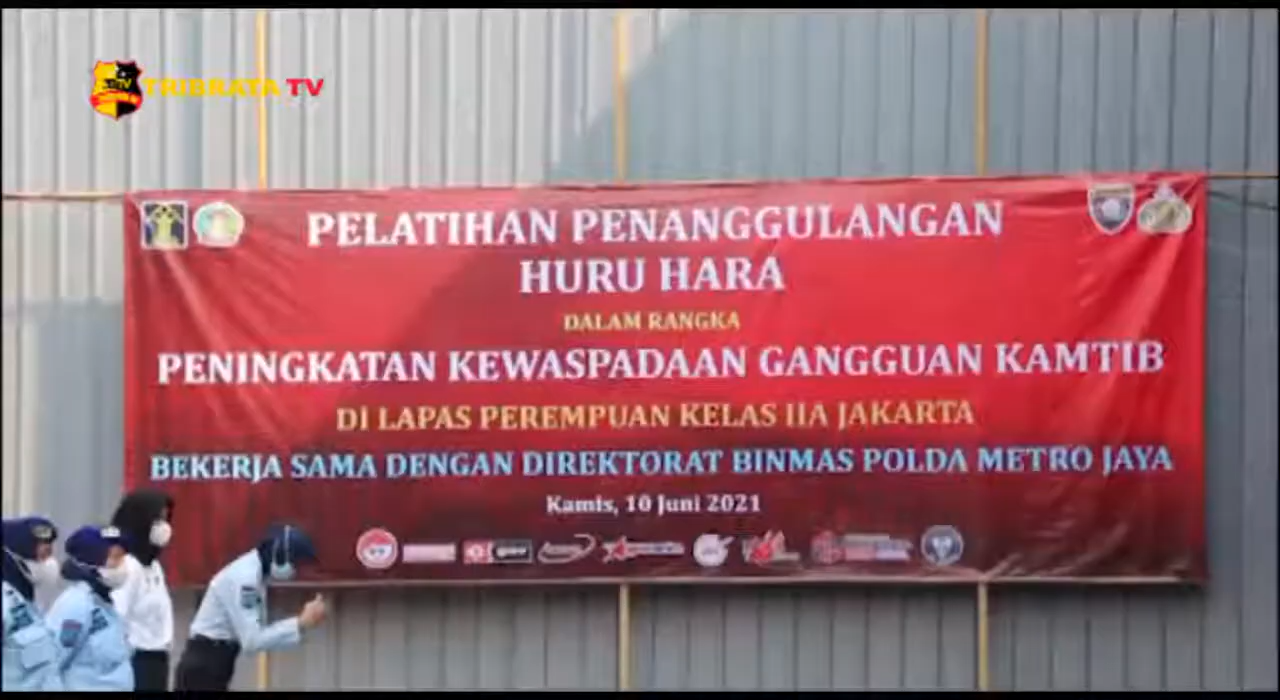 TRIBRATA TV
PELATIHAN PENANGGULANGAN
HURU HARA
DALAM RANGKA
PENINGKATAN KEWASPADAAN GANGGUAN KAMTIB
DI LAPAS PEREMPUAN KELAS IIA JAKARTA
BEKERJA SAMA DENGAN DIREKTORAT BINMAS POLDA METRO JAYA
Kamis, 10 Juni 2021